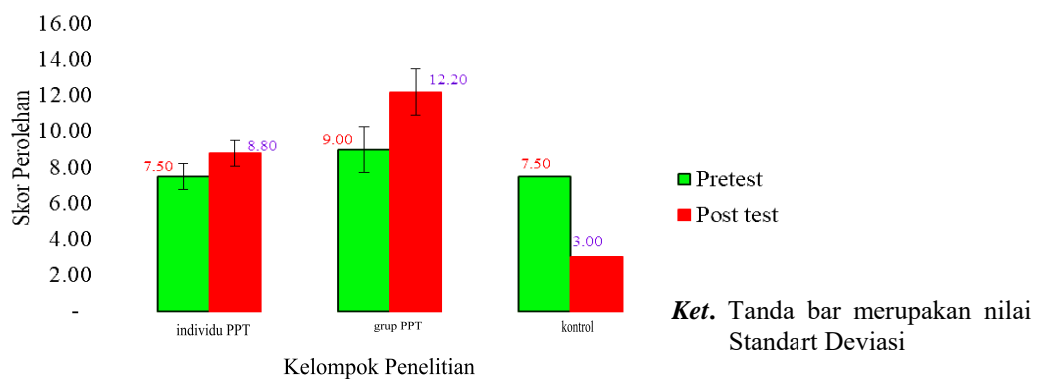 16.00
14.00
12.00
10.00
8.00
6.00
4.00
2.00
-
Skor Perolehan
7.50
8.80
9.00
12.20
7.50
3.00
individu PPT
grup PPT
kontrol
Kelompok Penelitian
Pretest
Post test
Ket. Tanda bar merupakan nilai
Standart Deviasi